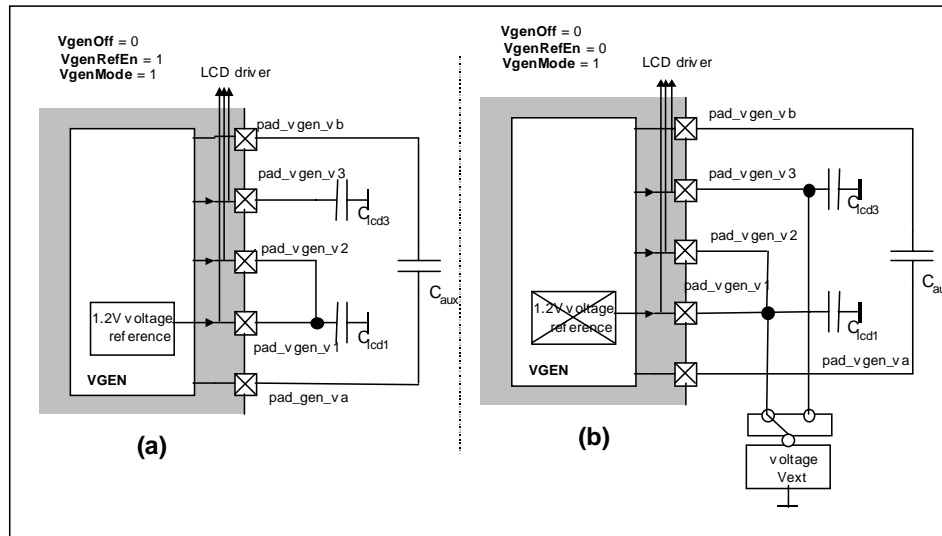 VgenOff = 0
VgenRefEn = 1
VgenMode = 1
LCD driver
pad_vgen_vb
pad_vgen_v3
Clcd3
pad_vgen_v2
Caux
1.2V voltage
reference
Clcd1
pad_vgen_v1
VGEN
pad_gen_va
(a)
VgenOff = 0
VgenRefEn = 0
VgenMode = 1
LCD driver
pad_vgen_vb
pad_vgen_v3
Clcd3
pad_vgen_v2
pad_vgen_v1
Cau
1.2V voltage
reference
Clcd1
pad_vgen_va
VGEN
(b)
voltage
Vext